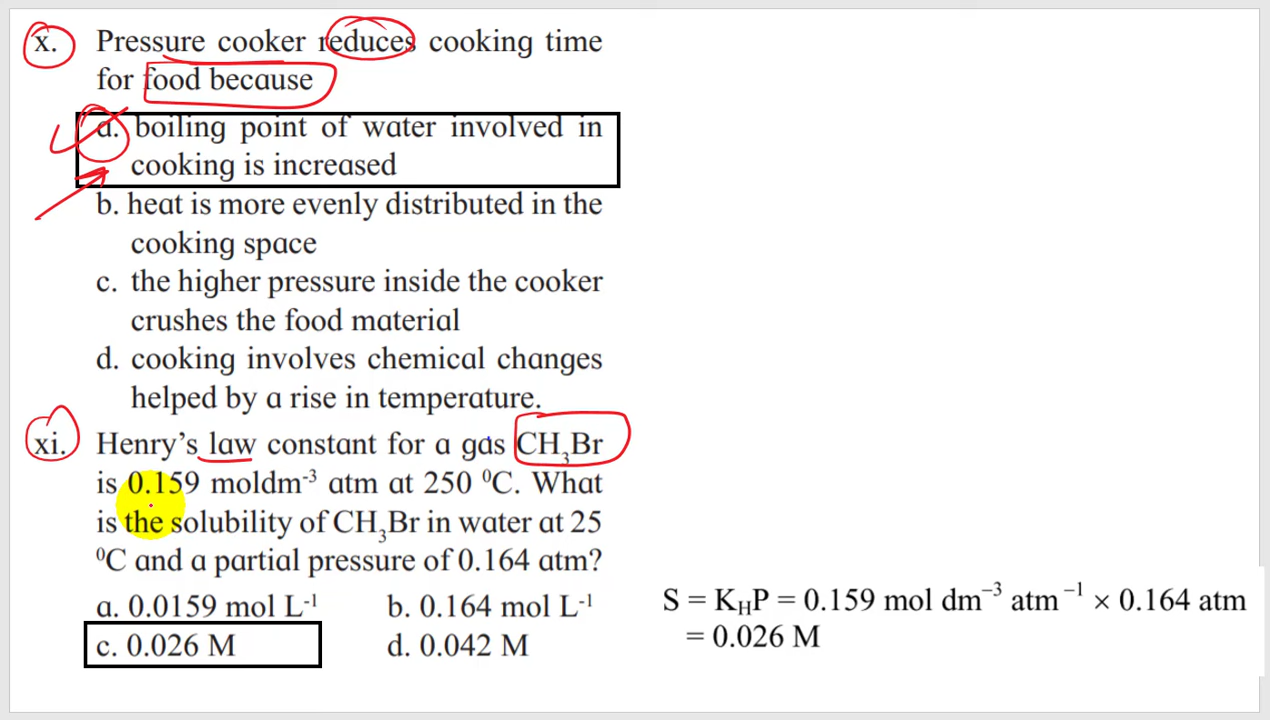 x. Pressure cooker reduces cooking time
for food because
a. boiling point of water involved in
cooking is increased
b. heat is more evenly distributed in the
cooking space
c. the higher pressure inside the cooker
crushes the food material
d. cooking involves chemical changes
helped by a rise in temperature.
xi. Henry’s law constant for a gas CH₃Br
is 0.159 moldm⁻³ atm at 250 ⁰C. What
is the solubility of CH₃Br in water at 25
⁰C and a partial pressure of 0.164 atm?
a. 0.0159 mol L⁻¹ b. 0.164 mol L⁻¹
c. 0.026 M d. 0.042 M
S = K_HP = 0.159 mol dm⁻³ atm⁻¹ × 0.164 atm
= 0.026 M